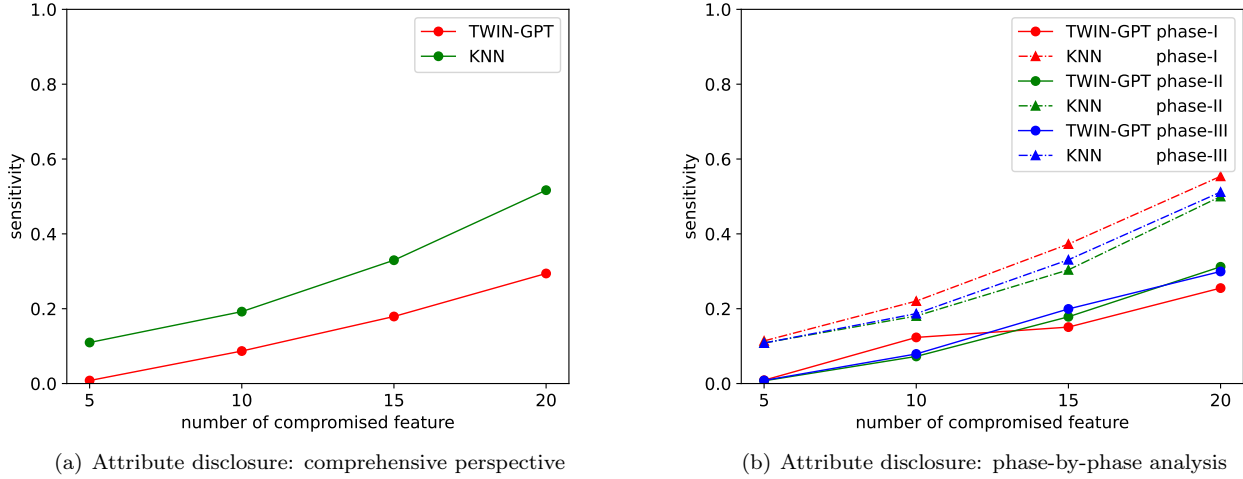 1.0
0.8
0.6
0.4
0.2
0.0
sensitivity
5 10 15 20
number of compromised feature
TWIN-GPT
KNN
(a) Attribute disclosure: comprehensive perspective
1.0
0.8
0.6
0.4
0.2
0.0
sensitivity
5 10 15 20
number of compromised feature
TWIN-GPT phase-I
KNN phase-I
TWIN-GPT phase-II
KNN phase-II
TWIN-GPT phase-III
KNN phase-III
(b) Attribute disclosure: phase-by-phase analysis